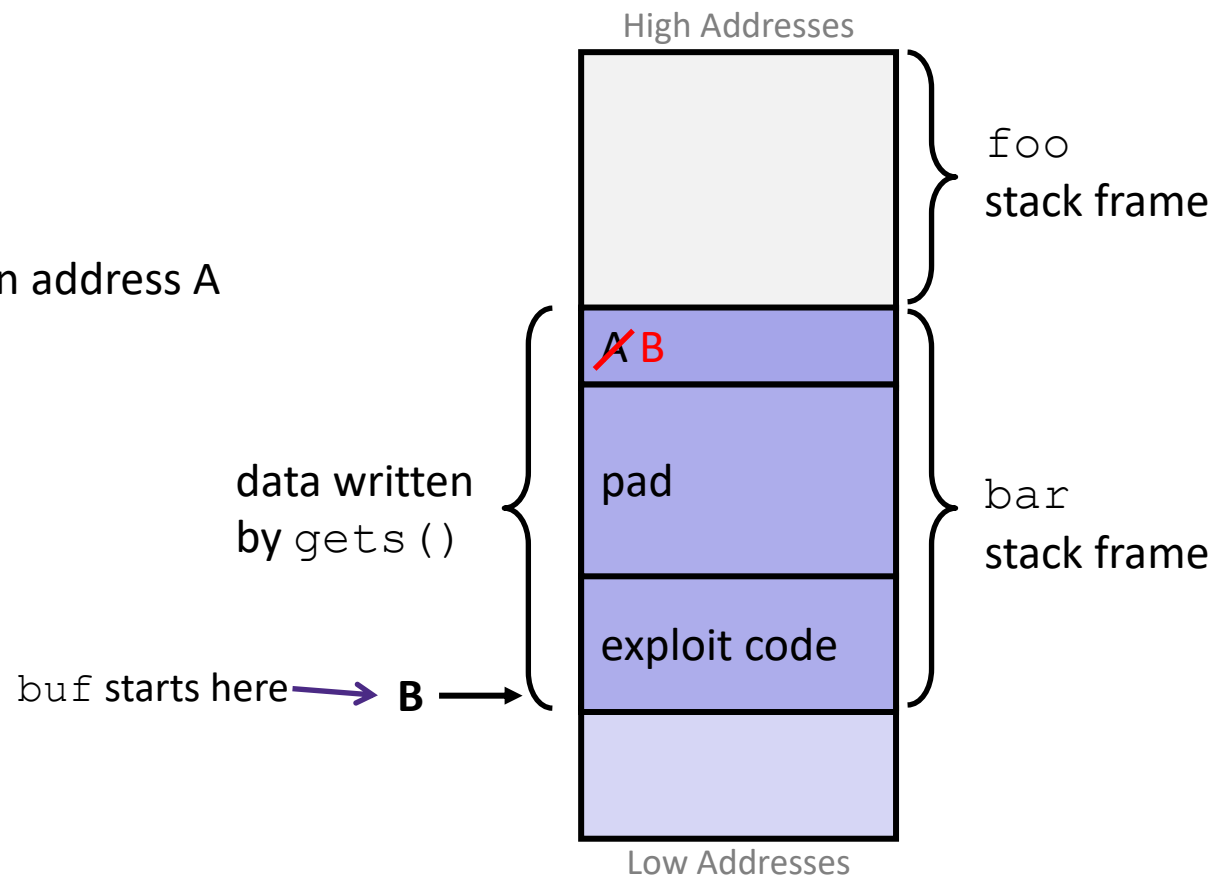 High Addresses
foo
stack frame
n address A
A B
data written
by gets()
pad
bar
stack frame
exploit code
buf starts here
B
Low Addresses